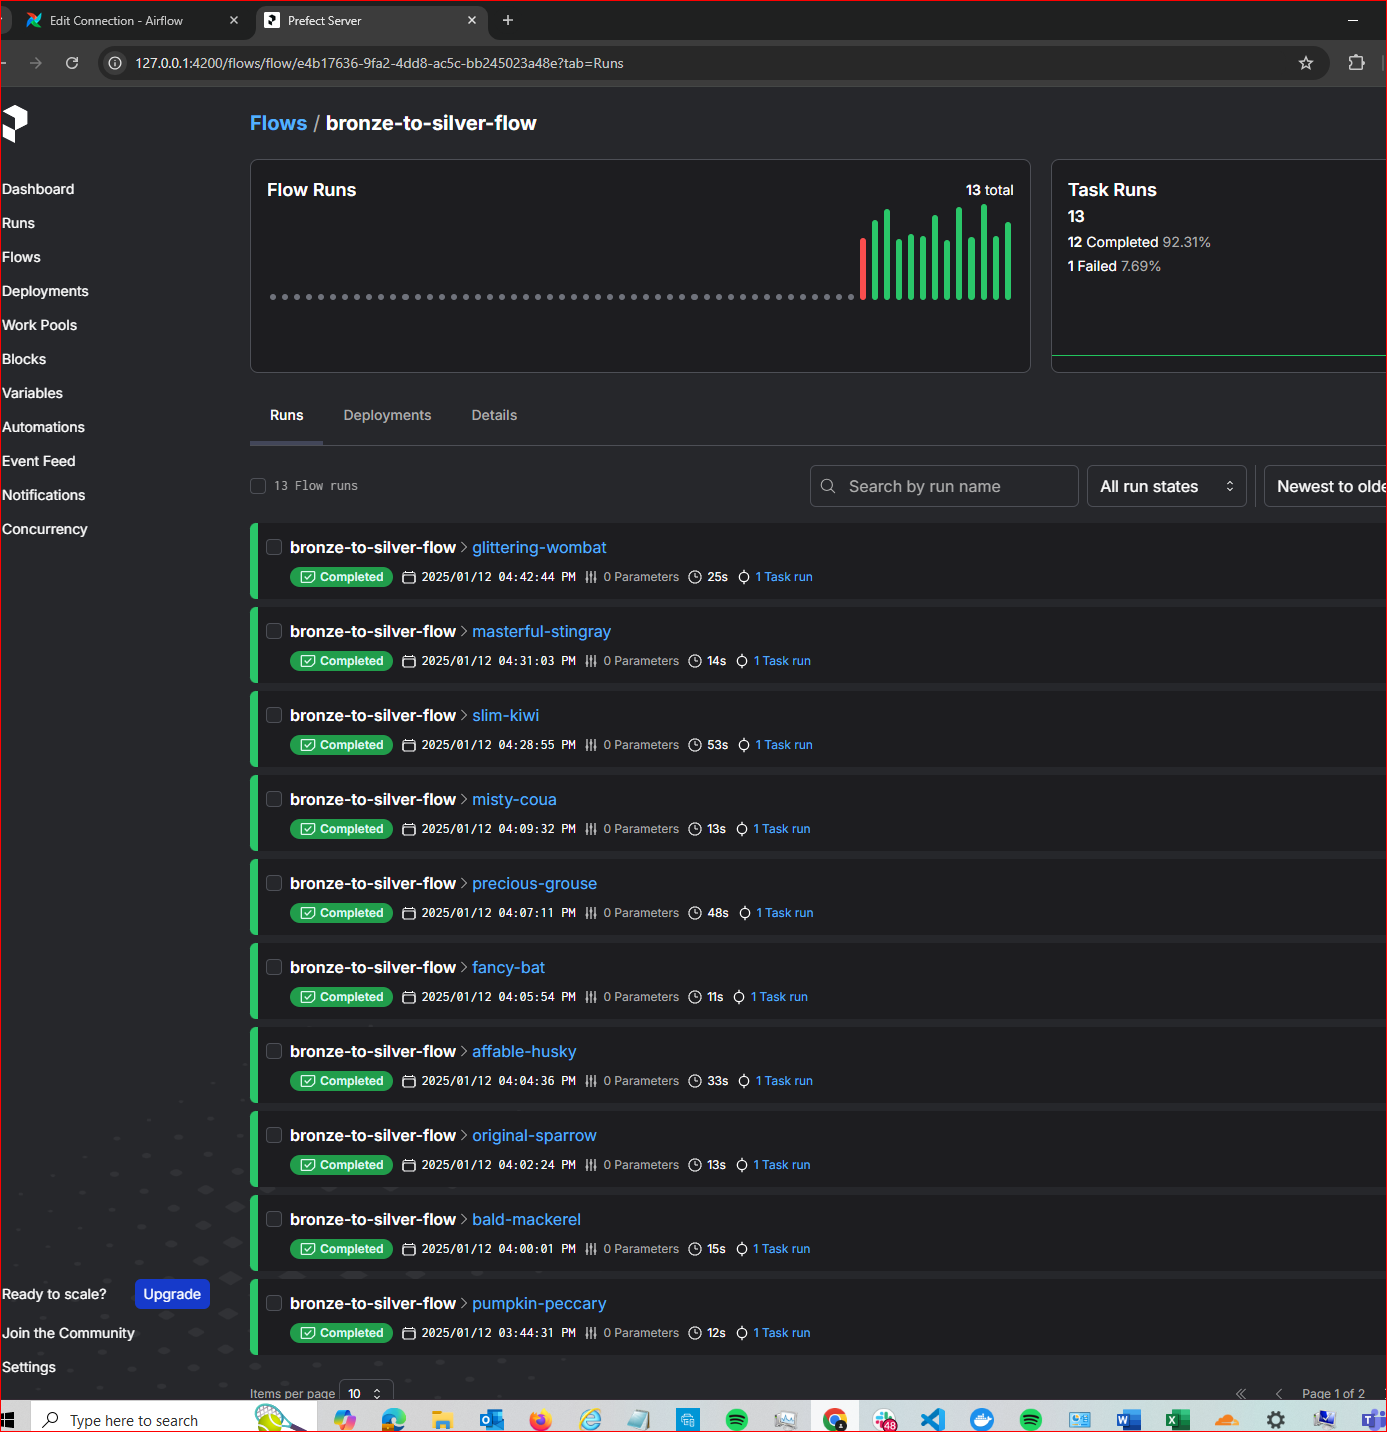 Edit Connection - Airflow
Prefect Server
127.0.0.1:4200/flows/flow/e4b17636-9fa2-4dd8-ac5c-bb245023a48e?tab=Runs
Flows / bronze-to-silver-flow
Dashboard
Runs
Flows
Deployments
Work Pools
Blocks
Variables
Automations
Event Feed
Notifications
Concurrency
Flow Runs
13 total
Task Runs
13
12 Completed 92.31%
1 Failed 7.69%
Runs
Deployments
Details
13 Flow runs
Search by run name
All run states
Newest to olde
bronze-to-silver-flow > glittering-wombat
Completed 2025/01/12 04:42:44 PM 0 Parameters 25s 1 Task run
bronze-to-silver-flow > masterful-stingray
Completed 2025/01/12 04:31:03 PM 0 Parameters 14s 1 Task run
bronze-to-silver-flow > slim-kiwi
Completed 2025/01/12 04:28:55 PM 0 Parameters 53s 1 Task run
bronze-to-silver-flow > misty-coua
Completed 2025/01/12 04:09:32 PM 0 Parameters 13s 1 Task run
bronze-to-silver-flow > precious-grouse
Completed 2025/01/12 04:07:11 PM 0 Parameters 48s 1 Task run
bronze-to-silver-flow > fancy-bat
Completed 2025/01/12 04:05:54 PM 0 Parameters 11s 1 Task run
bronze-to-silver-flow > affable-husky
Completed 2025/01/12 04:04:36 PM 0 Parameters 33s 1 Task run
bronze-to-silver-flow > original-sparrow
Completed 2025/01/12 04:02:24 PM 0 Parameters 13s 1 Task run
bronze-to-silver-flow > bald-mackerel
Completed 2025/01/12 04:00:01 PM 0 Parameters 15s 1 Task run
bronze-to-silver-flow > pumpkin-peccary
Completed 2025/01/12 03:44:31 PM 0 Parameters 12s 1 Task run
Ready to scale?
Upgrade
Join the Community
Settings
Items per page 10
Page 1 of 2
Type here to search
48